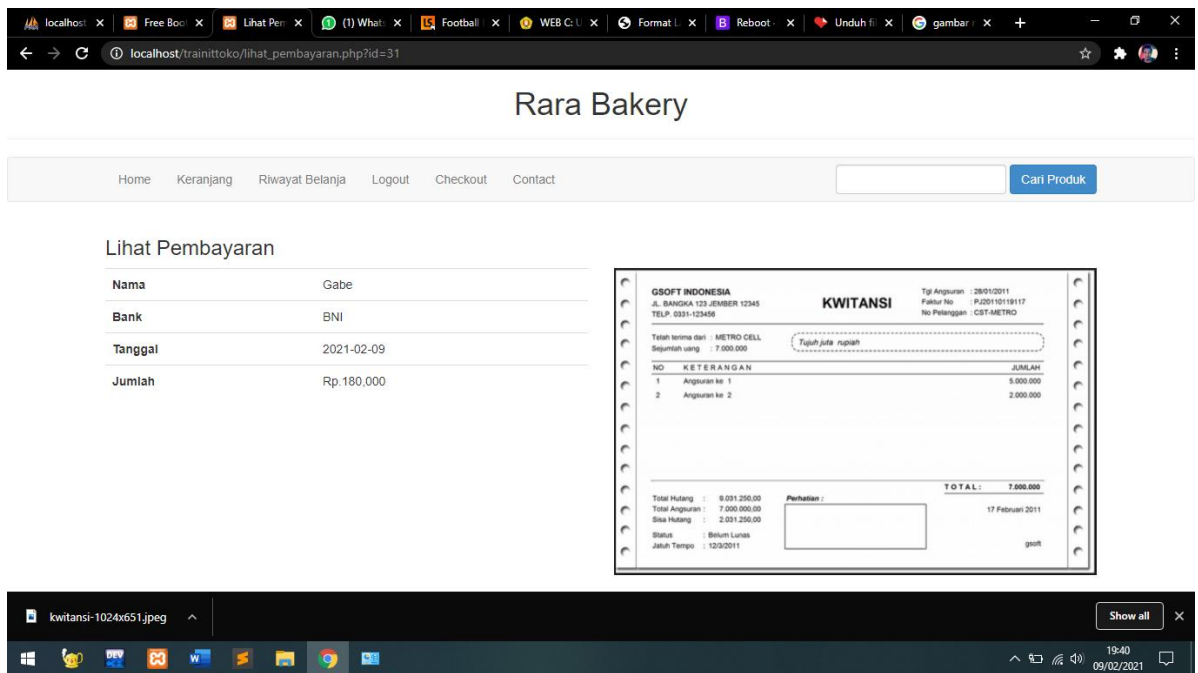 localhost
Free Boo
Lihat Pem
(1) What
Football
WEB C: U
Format L
Reboot
Unduh fi
gambar r
localhost/trainittoko/lihat_pembayaran.php?id=31
Rara Bakery
Home Keranjang Riwayat Belanja Logout Checkout Contact
Cari Produk
Lihat Pembayaran
Nama Gabe
Bank BNI
Tanggal 2021-02-09
Jumlah Rp.180,000
GSOFT INDONESIA
JL. BANGKA 123 JEMBER 12345
TELP. 0331-123456
KWITANSI
Tgl Angsuran : 28/01/2011
Faktur No : PJ20110119117
No Pelanggan : CST-METRO
Telah terima dari : METRO CELL
Sejumlah uang : 7.000.000
Tujuh juta rupiah
NO KETERANGAN JUMLAH
1 Angsuran ke 1 5.000.000
2 Angsuran ke 2 2.000.000
TOTAL: 7.000.000
Total Hutang : 9.031.250,00
Total Angsuran : 7.000.000,00
Sisa Hutang : 2.031.250,00
Status : Belum Lunas
Jatuh Tempo : 12/3/2011
Perhatian :
17 Februari 2011
gsoft
kwitansi-1024x651.jpeg
Show all
DEV
19:40
09/02/2021